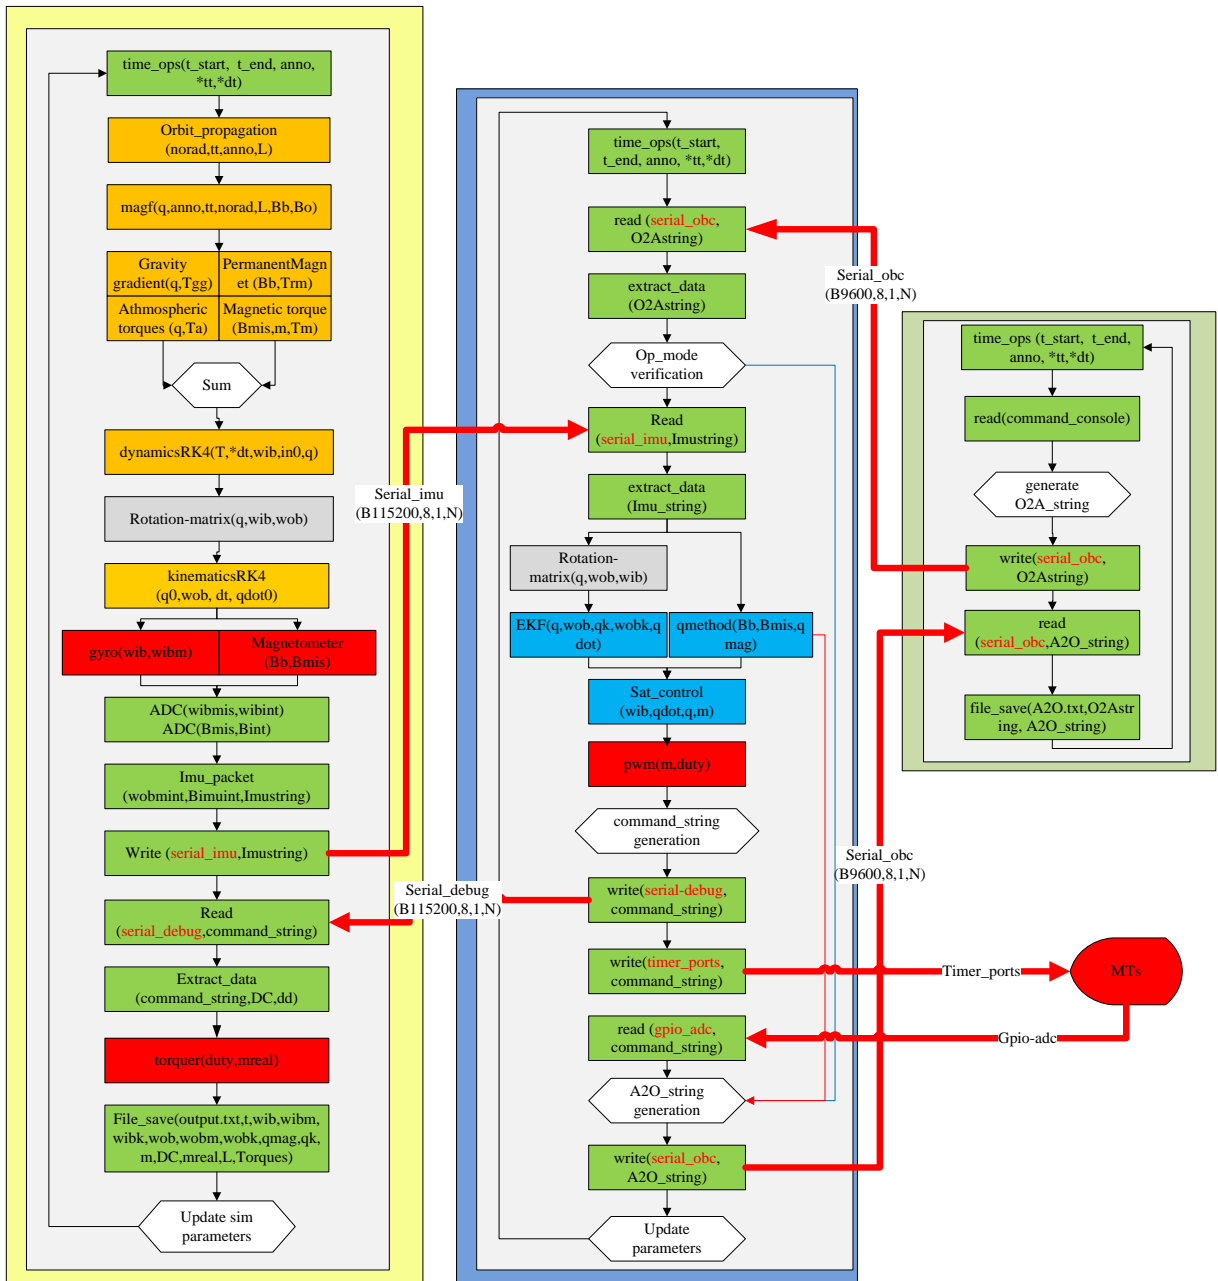 time_ops(t_start,  t_end, anno,
*tt,*dt)
Orbit_propagation
(norad,tt,anno,L)
magf(q,anno,tt,norad,L,Bb,Bo)
Gravity
gradient(q,Tgg)
PermanentMagn
et (Bb,Trm)
Athmospheric
torques (q,Ta)
Magnetic torque
(Bmis,m,Tm)
Sum
dynamicsRK4(T,*dt,wib,in0,q)
Rotation-matrix(q,wib,wob)
kinematicsRK4
(q0,wob, dt, qdot0)
gyro(wib,wibm)
Magnetometer
(Bb,Bmis)
ADC(wibmis,wibint)
ADC(Bmis,Bint)
Imu_packet
(wobmint,Bimuint,Imustring)
Write (serial_imu,Imustring)
Read
(serial_debug,command_string)
Extract_data
(command_string,DC,dd)
torquer(duty,mreal)
File_save(output.txt,t,wib,wibm,
wibk,wob,wobm,wobk,qmag,qk,
m,DC,mreal,L,Torques)
Update sim
parameters
Serial_imu
(B115200,8,1,N)
Serial_debug
(B115200,8,1,N)
time_ops(t_start,
t_end, anno, *tt,*dt)
read (serial_obc,
O2Astring)
extract_data
(O2Astring)
Op_mode
verification
Read
(serial_imu,Imustring)
extract_data
(Imu_string)
Rotation-
matrix(q,wob,wib)
EKF(q,wob,qk,wobk,q
dot)
qmethod(Bb,Bmis,q
mag)
Sat_control
(wib,qdot,q,m)
pwm(m,duty)
command_string
generation
write(serial-debug,
command_string)
write(timer_ports,
command_string)
read (gpio_adc,
command_string)
A2O_string
generation
write(serial_obc,
A2O_string)
Update
parameters
Serial_obc
(B9600,8,1,N)
Serial_obc
(B9600,8,1,N)
time_ops (t_start,  t_end,
anno, *tt,*dt)
read(command_console)
generate
O2A_string
write(serial_obc,
O2Astring)
read
(serial_obc,A2O_string)
file_save(A2O.txt,O2Astr
ing, A2O_string)
Timer_ports
MTs
Gpio-adc